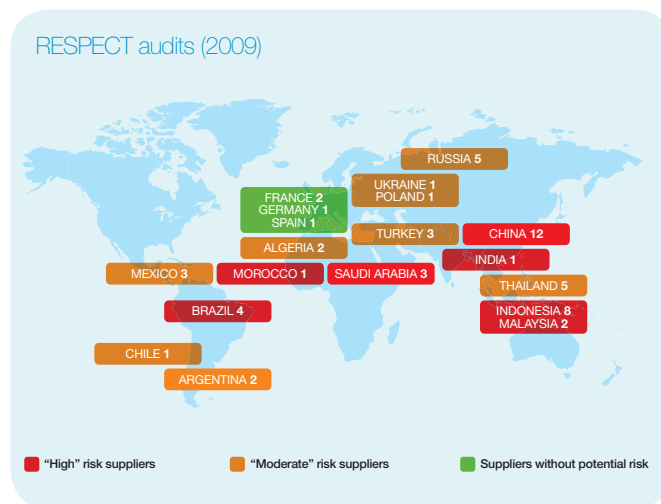 RESPECT audits (2009)
RUSSIA 5
UKRAINE 1
POLAND 1
FRANCE 2
GERMANY 1
SPAIN 1
TURKEY 3
CHINA 12
ALGERIA 2
INDIA 1
MEXICO 3
MOROCCO 1
SAUDI ARABIA 3
THAILAND 5
BRAZIL 4
INDONESIA 8
MALAYSIA 2
CHILE 1
ARGENTINA 2
“High” risk suppliers
“Moderate” risk suppliers
Suppliers without potential risk